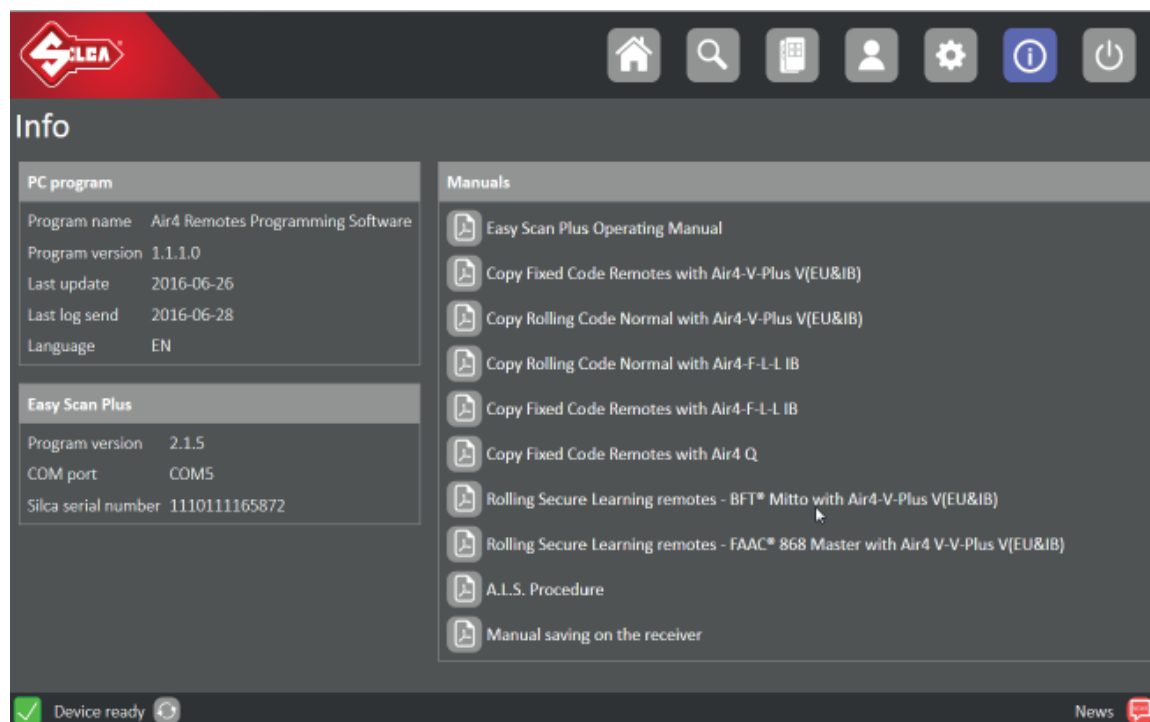 SILCA
Info
PC program
Program name Air4 Remotes Programming Software
Program version 1.1.1.0
Last update 2016-06-26
Last log send 2016-06-28
Language EN
Easy Scan Plus
Program version 2.1.5
COM port COM5
Silca serial number 1110111165872
Manuals
Easy Scan Plus Operating Manual
Copy Fixed Code Remotes with Air4-V-Plus V(EU&IB)
Copy Rolling Code Normal with Air4-V-Plus V(EU&IB)
Copy Rolling Code Normal with Air4-F-L-L IB
Copy Fixed Code Remotes with Air4-F-L-L IB
Copy Fixed Code Remotes with Air4 Q
Rolling Secure Learning remotes - BFT® Mitto with Air4-V-Plus V(EU&IB)
Rolling Secure Learning remotes - FAAC® 868 Master with Air4 V-V-Plus V(EU&IB)
A.L.S. Procedure
Manual saving on the receiver
Device ready
News